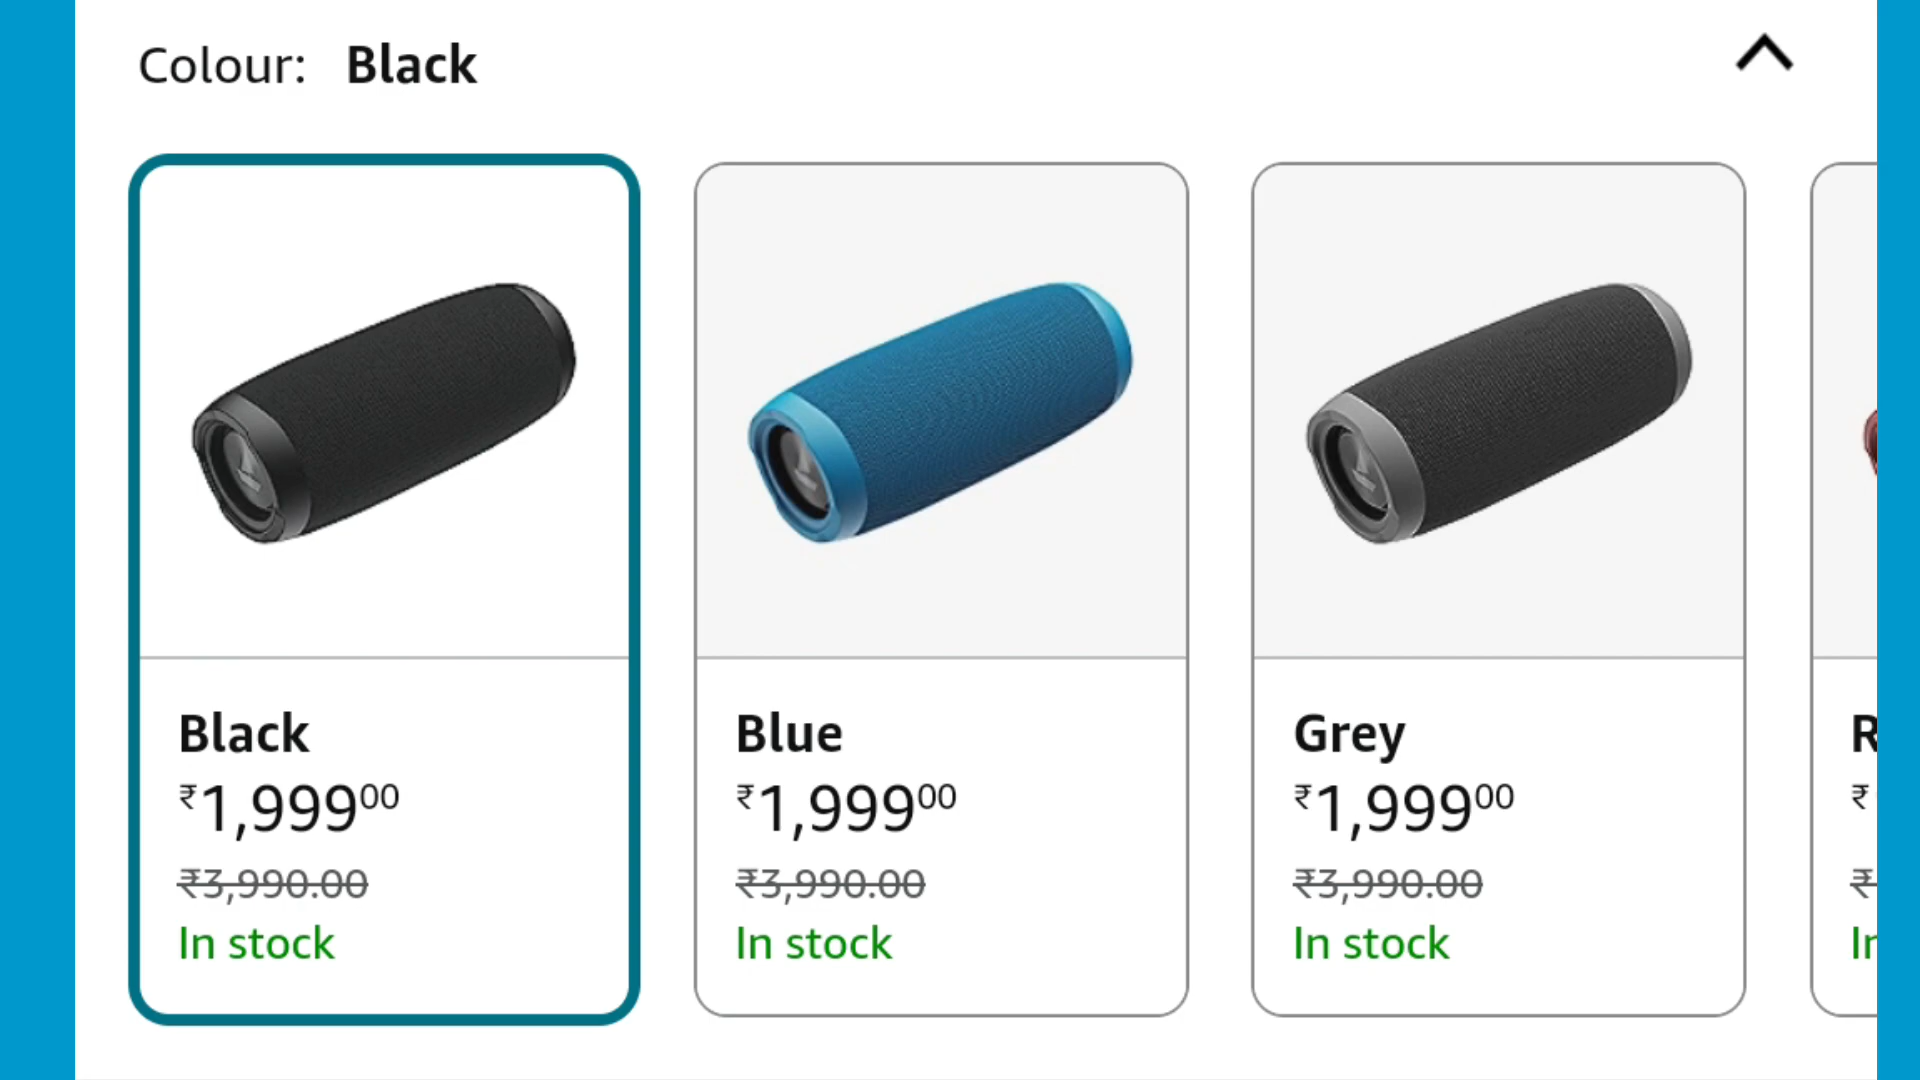 Colour: Black
Black
₹1,99900
₹3,990.00
In stock
Blue
₹1,99900
₹3,990.00
In stock
Grey
₹1,99900
₹3,990.00
In stock
R
₹
₹
In